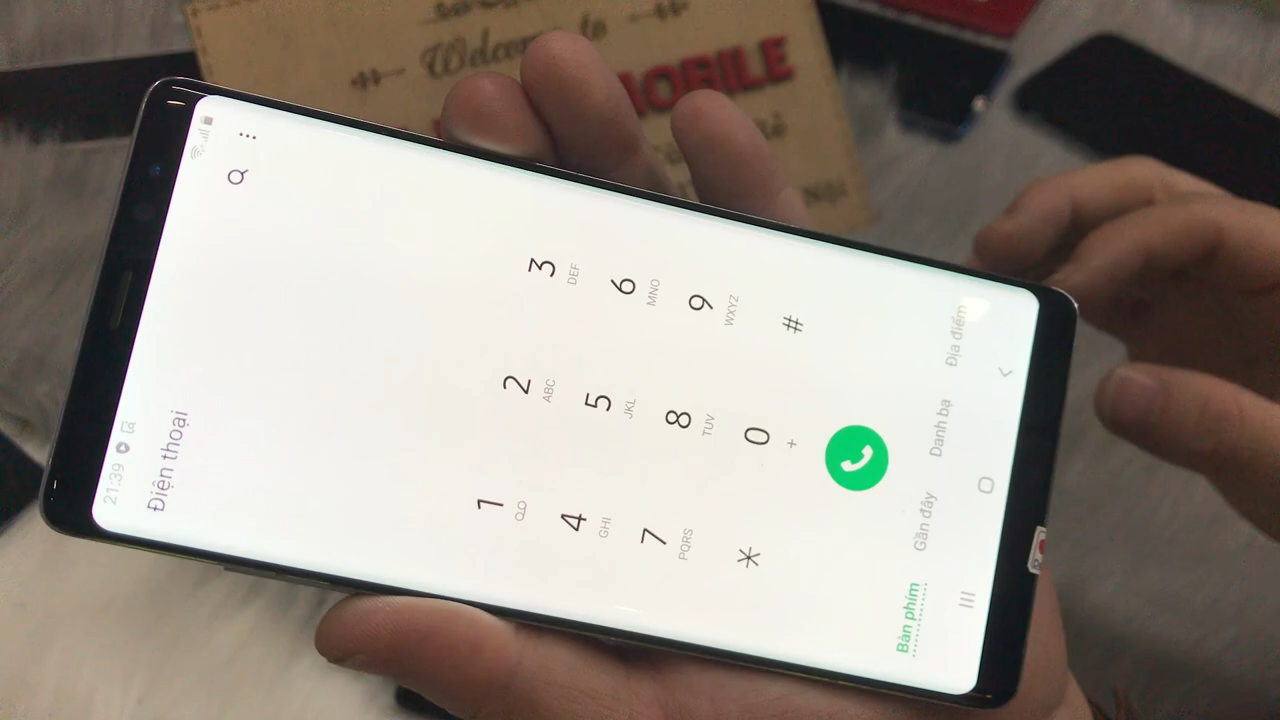 Welcome to
MOBILE
21:39
Điện thoại
1
2 ABC
3 DEF
4 GHI
5 JKL
6 MNO
7 PQRS
8 TUV
9 WXYZ
*
0 +
#
Bàn phím
Gần đây
Danh bạ
Địa điểm